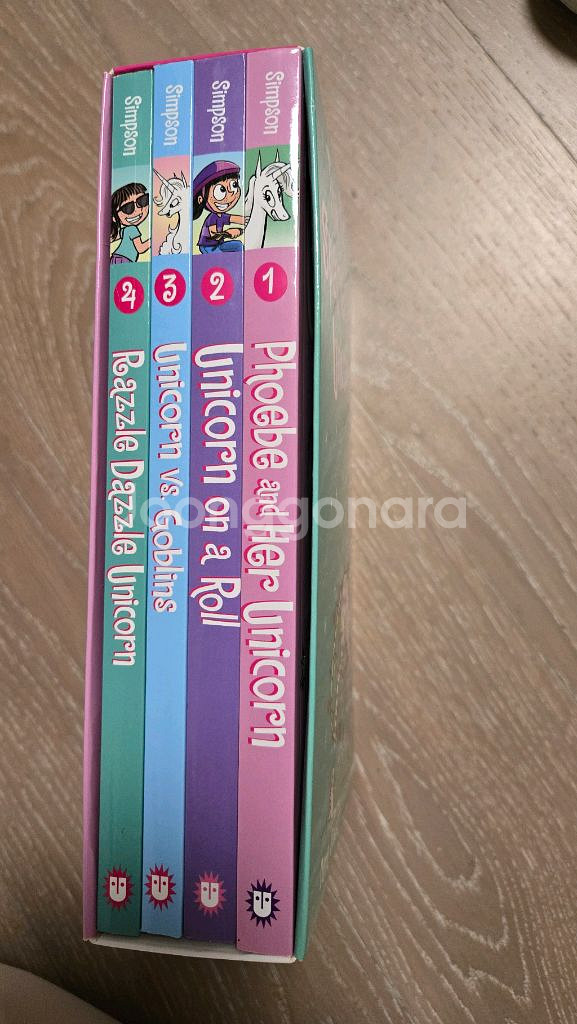 Simpson
1
Phoebe and Her Unicorn
Simpson
2
Unicorn on a Roll
Simpson
3
Unicorn vs. Goblins
Simpson
4
Razzle Dazzle Unicorn
joonggonara